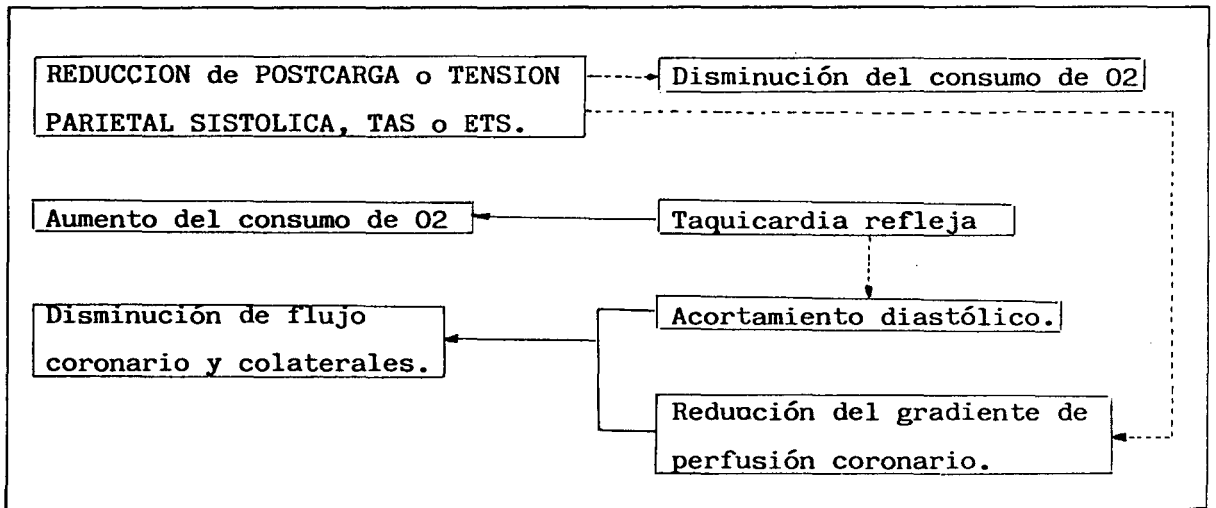 REDUCCION de POSTCARGA o TENSION
PARIETAL SISTOLICA, TAS o ETS.
Disminución del consumo de O2
Aumento del consumo de O2
Taquicardia refleja
Disminución de flujo
coronario y colaterales.
Acortamiento diastólico.
Reducción del gradiente de
perfusión coronario.